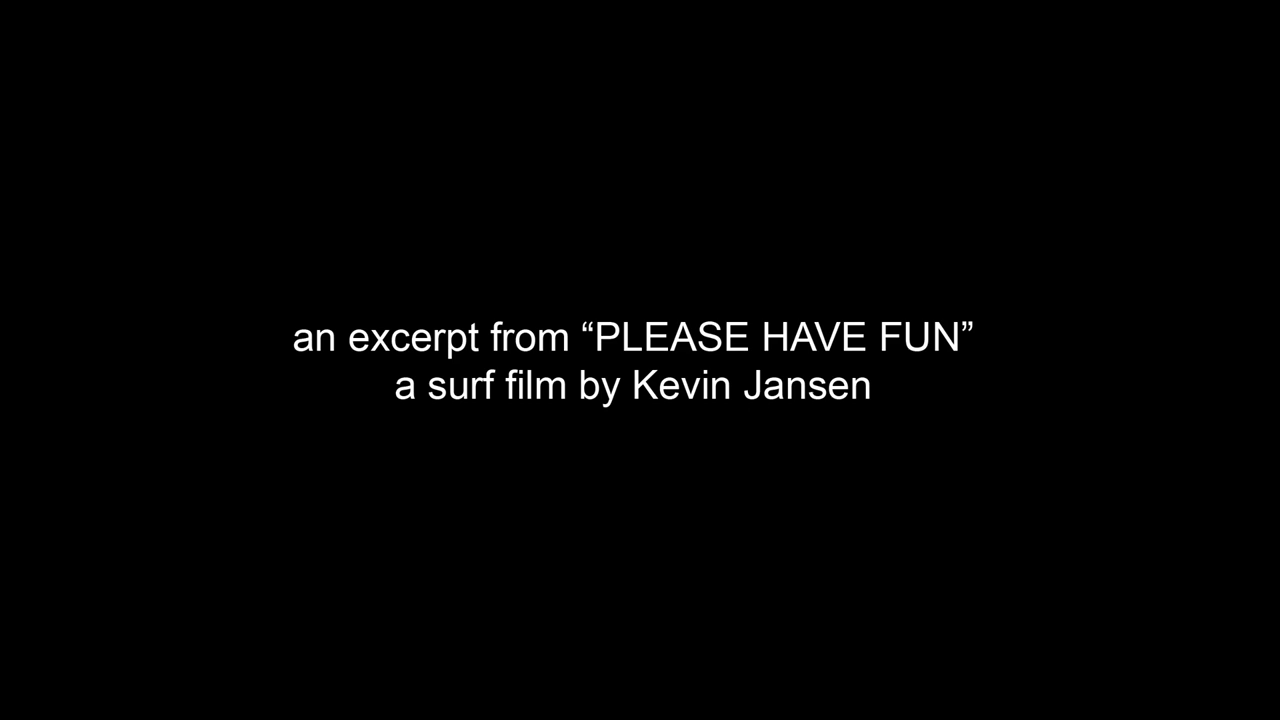 an excerpt from “PLEASE HAVE FUN”
a surf film by Kevin Jansen